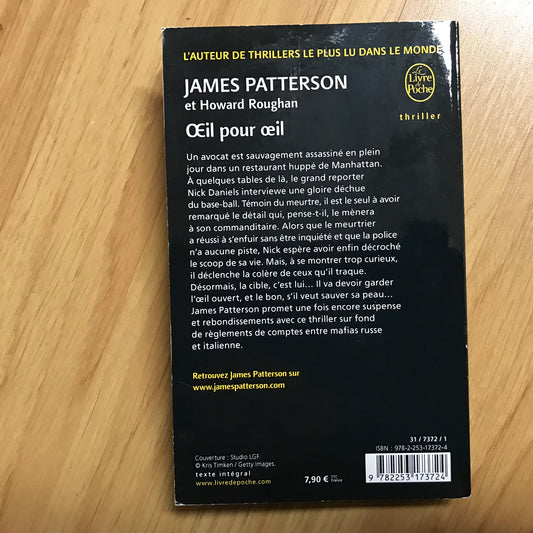 L'AUTEUR DE THRILLERS LE PLUS LU DANS LE MONDE
JAMES PATTERSON
et Howard Roughan
Le
Livre
de
Poche
thriller
Œil pour œil
Un avocat est sauvagement assassiné en plein
jour dans un restaurant huppé de Manhattan.
À quelques tables de là, le grand reporter
Nick Daniels interviewe une gloire déchue
du base-ball. Témoin du meurtre, il est le seul à avoir
remarqué le détail qui, pense-t-il, le mènera
à son commanditaire. Alors que le meurtrier
a réussi à s'enfuir sans être inquiété et que la police
n'a aucune piste, Nick espère avoir enfin décroché
le scoop de sa vie. Mais, à se montrer trop curieux,
il déclenche la colère de ceux qu'il traque.
Désormais, la cible, c'est lui... Il va devoir garder
l'œil ouvert, et le bon, s'il veut sauver sa peau...
James Patterson promet une fois encore suspense
et rebondissements avec ce thriller sur fond
de règlements de comptes entre mafias russe
et italienne.
Retrouvez James Patterson sur
www.jamespatterson.com
Couverture : Studio LGF.
© Kris Timken / Getty Images.
texte intégral
www.livredepoche.com
7,90 € TTC
France
31 / 7372 / 1
ISBN : 978-2-253-17372-4
9 782253 173724